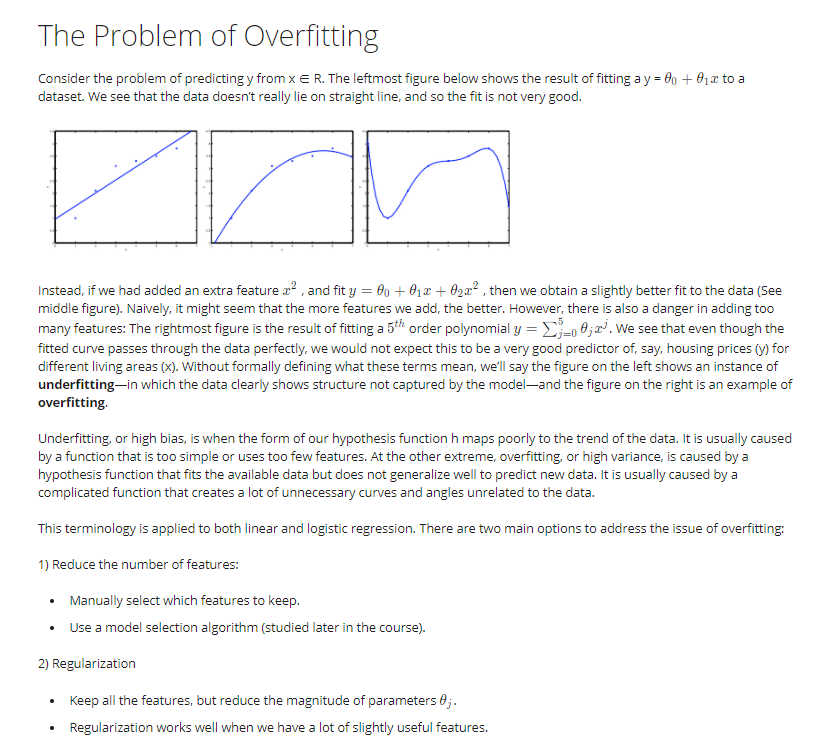 The Problem of Overfitting
Consider the problem of predicting y from x ∈ R. The leftmost figure below shows the result of fitting a y = θ₀ + θ₁x to a
dataset. We see that the data doesn't really lie on straight line, and so the fit is not very good.
Instead, if we had added an extra feature x² , and fit y = θ₀ + θ₁x + θ₂x² , then we obtain a slightly better fit to the data (See
middle figure). Naively, it might seem that the more features we add, the better. However, there is also a danger in adding too
many features: The rightmost figure is the result of fitting a 5ᵗʰ order polynomial y = ∑⁵ⱼ₌₀ θⱼxʲ. We see that even though the
fitted curve passes through the data perfectly, we would not expect this to be a very good predictor of, say, housing prices (y) for
different living areas (x). Without formally defining what these terms mean, we'll say the figure on the left shows an instance of
underfitting—in which the data clearly shows structure not captured by the model—and the figure on the right is an example of
overfitting.
Underfitting, or high bias, is when the form of our hypothesis function h maps poorly to the trend of the data. It is usually caused
by a function that is too simple or uses too few features. At the other extreme, overfitting, or high variance, is caused by a
hypothesis function that fits the available data but does not generalize well to predict new data. It is usually caused by a
complicated function that creates a lot of unnecessary curves and angles unrelated to the data.
This terminology is applied to both linear and logistic regression. There are two main options to address the issue of overfitting:
1) Reduce the number of features:
• Manually select which features to keep.
• Use a model selection algorithm (studied later in the course).
2) Regularization
• Keep all the features, but reduce the magnitude of parameters θⱼ.
• Regularization works well when we have a lot of slightly useful features.